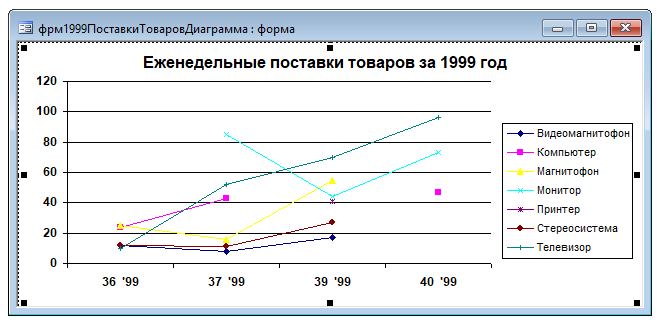 фрм1999ПоставкиТоваровДиаграмма : форма
Еженедельные поставки товаров за 1999 год
120
100
80
60
40
20
0
36 '99
37 '99
39 '99
40 '99
Видеомагнитофон
Компьютер
Магнитофон
Монитор
Принтер
Стереосистема
Телевизор